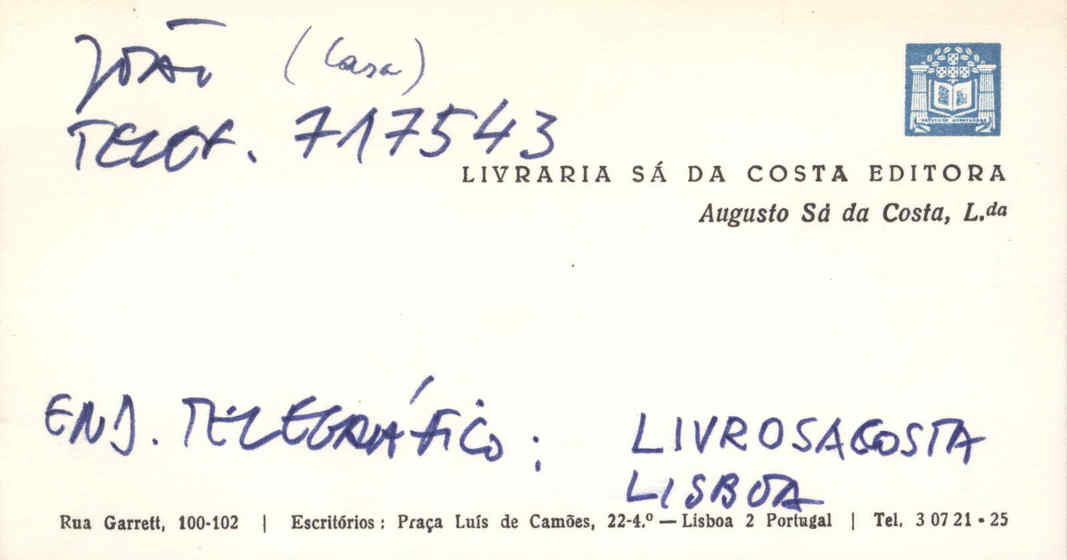 JOÃO (Casa)
TELEF. 717543
LIVRARIA SÁ DA COSTA EDITORA
Augusto Sá da Costa, L.da
END. TELEGRÁFICO: LIVROSACOSTA
LISBOA
Rua Garrett, 100-102 | Escritórios: Praça Luís de Camões, 22-4.º — Lisboa 2 Portugal | Tel. 3 07 21 - 25